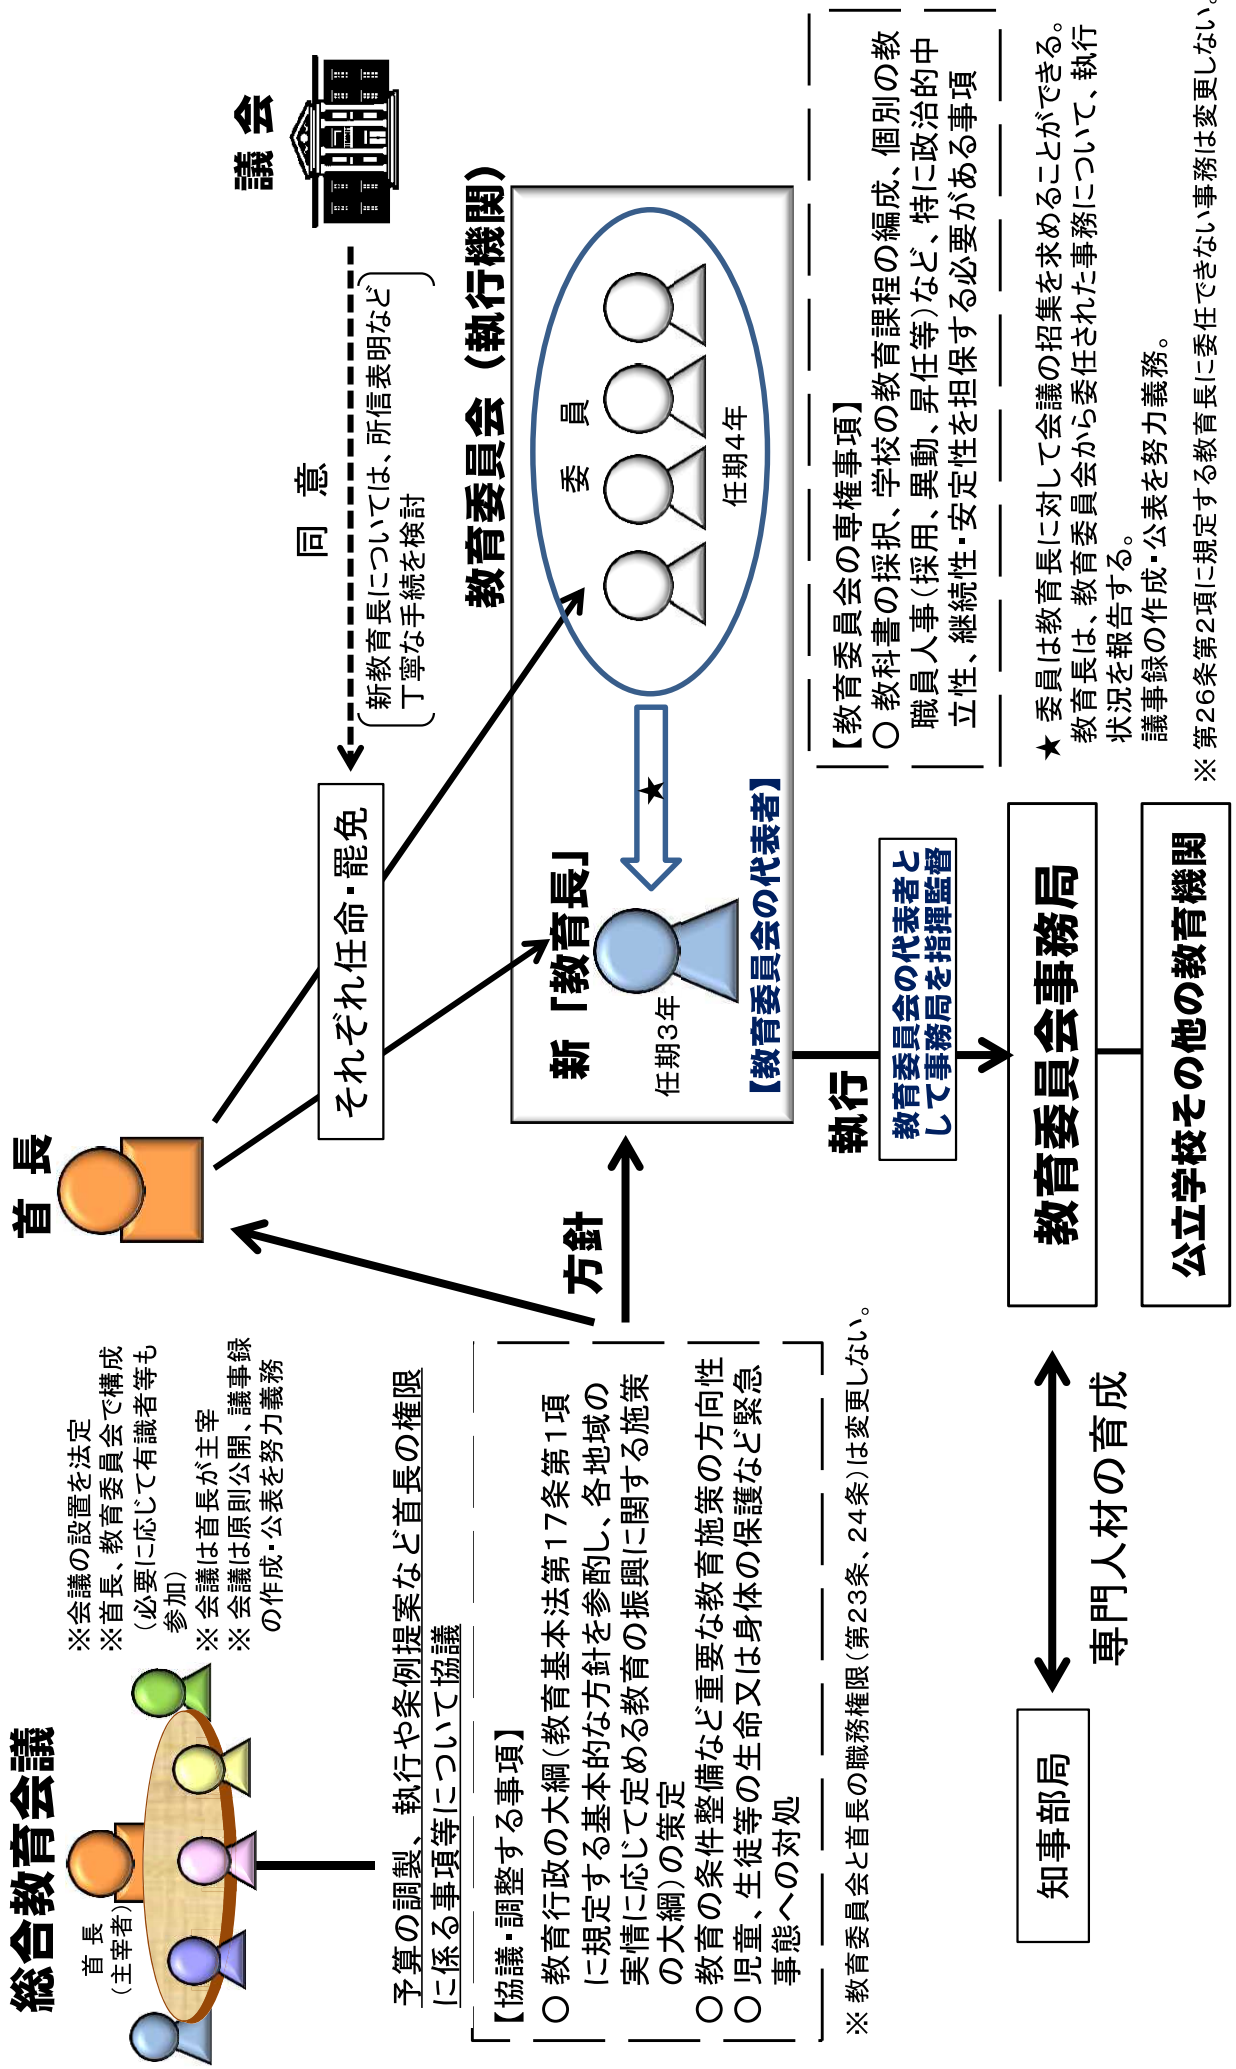 総合教育会議
首 長
(主宰者)
※会議の設置を法定
※首長、教育委員会で構成
(必要に応じて有識者等も
参加)
※ 会議は首長が主宰
※ 会議は原則公開、議事録
の作成・公表を努力義務
予算の調製、執行や条例提案など首長の権限
に係る事項等について協議
【協議・調整する事項】
○ 教育行政の大綱(教育基本法第17条第1項
に規定する基本的な方針を参酌し、各地域の
実情に応じて定める教育の振興に関する施策
の大綱)の策定
○ 教育の条件整備など重要な教育施策の方向性
○ 児童、生徒等の生命又は身体の保護など緊急
事態への対処
※ 教育委員会と首長の職務権限(第23条、24条)は変更しない。
知事部局
専門人材の育成
首 長
方針
それぞれ任命・罷免
議 会
同 意
新教育長については、所信表明など
丁寧な手続を検討
教育委員会 (執行機関)
新「教育長」
任期3年
【教育委員会の代表者】
★
委 員
任期4年
執行
教育委員会の代表者と
して事務局を指揮監督
教育委員会事務局
公立学校その他の教育機関
【教育委員会の専権事項】
○ 教科書の採択、学校の教育課程の編成、個別の教
職員人事(採用、異動、昇任等)など、特に政治的中
立性、継続性・安定性を担保する必要がある事項
★ 委員は教育長に対して会議の招集を求めることができる。
教育長は、教育委員会から委任された事務について、執行
状況を報告する。
議事録の作成・公表を努力義務。
※ 第26条第2項に規定する教育長に委任できない事務は変更しない。